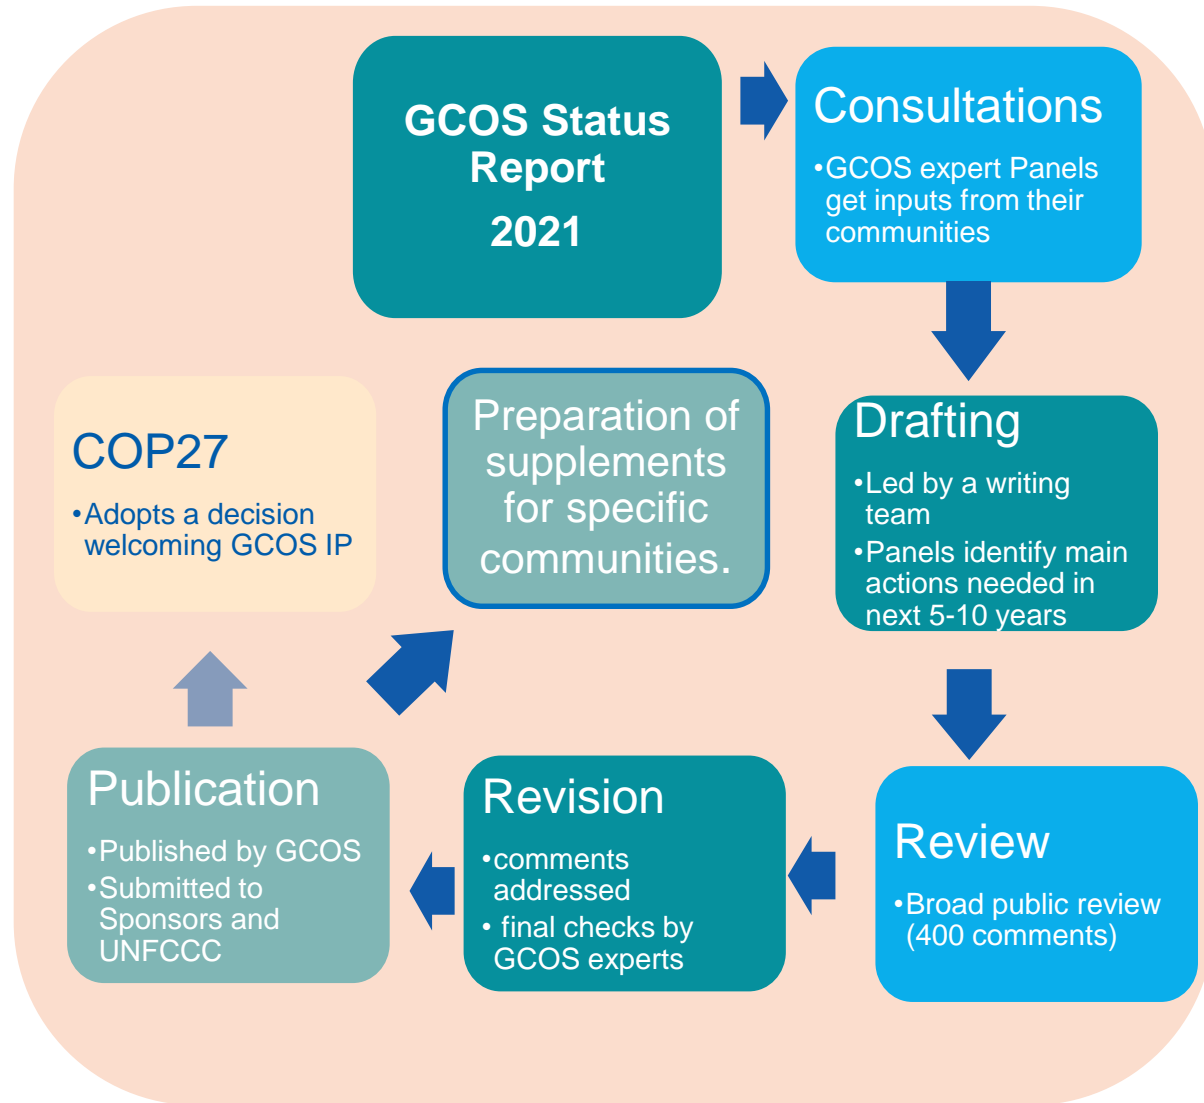 GCOS Status
Report
2021
Consultations
•GCOS expert Panels
get inputs from their
communities
Drafting
•Led by a writing
team
•Panels identify main
actions needed in
next 5-10 years
Review
•Broad public review
(400 comments)
Revision
•comments
addressed
• final checks by
GCOS experts
Publication
•Published by GCOS
•Submitted to
Sponsors and
UNFCCC
COP27
•Adopts a decision
welcoming GCOS IP
Preparation of
supplements
for specific
communities.